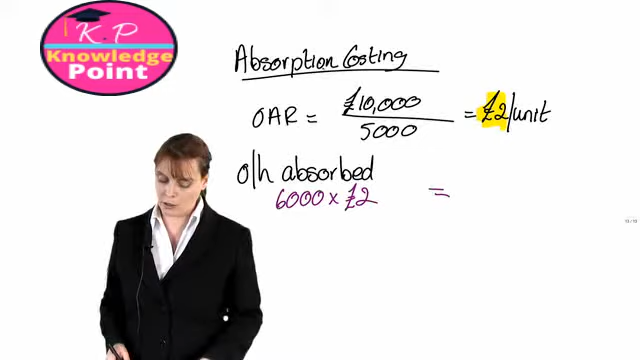 K.P
Knowledge
Point
Absorption Costing
OAR = £10,000 / 5000 = £2/unit
o/h absorbed
6000 × £2 =